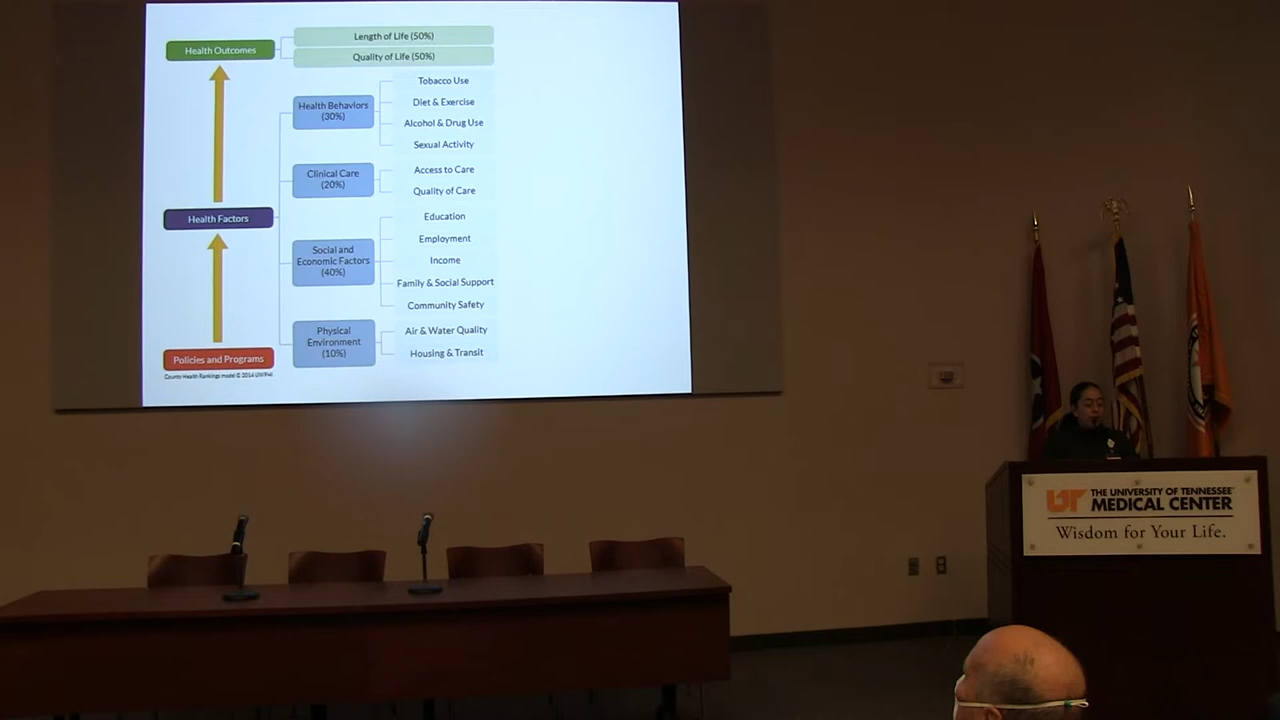 Health Outcomes
Length of Life (50%)
Quality of Life (50%)
Health Behaviors
(30%)
Tobacco Use
Diet & Exercise
Alcohol & Drug Use
Sexual Activity
Clinical Care
(20%)
Access to Care
Quality of Care
Health Factors
Social and
Economic Factors
(40%)
Education
Employment
Income
Family & Social Support
Community Safety
Physical
Environment
(10%)
Air & Water Quality
Housing & Transit
Policies and Programs
County Health Rankings model © 2014 UWPHI
UT THE UNIVERSITY OF TENNESSEE
MEDICAL CENTER
Wisdom for Your Life.